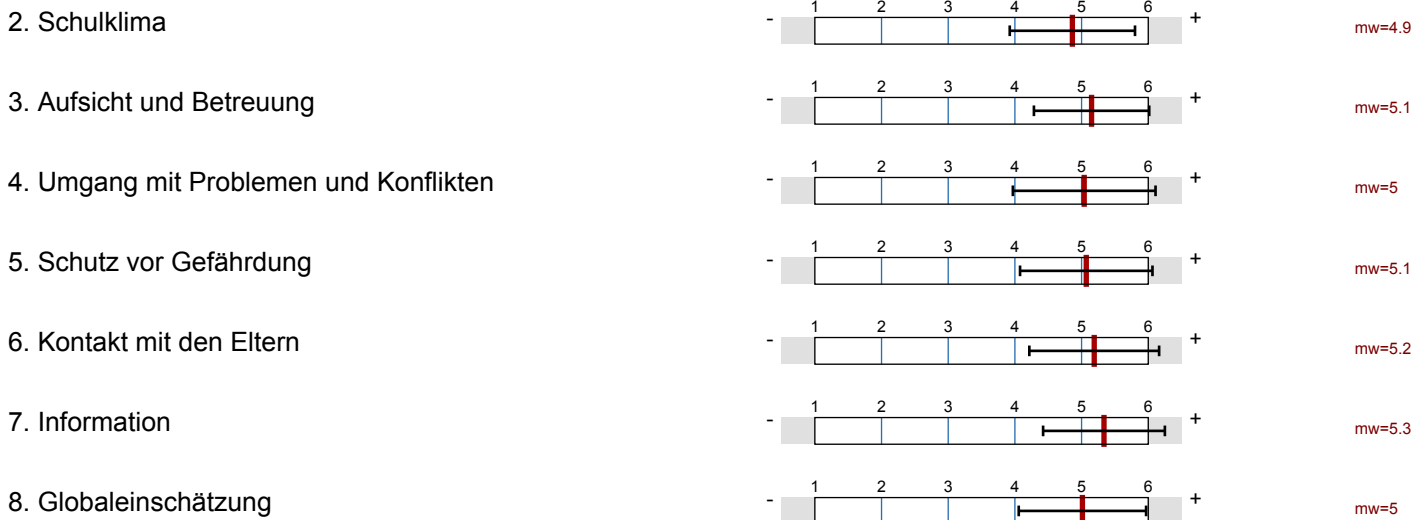 1 2 3 4 5 6
2. Schulklima - + mw=4.9
1 2 3 4 5 6
3. Aufsicht und Betreuung - + mw=5.1
1 2 3 4 5 6
4. Umgang mit Problemen und Konflikten - + mw=5
1 2 3 4 5 6
5. Schutz vor Gefährdung - + mw=5.1
1 2 3 4 5 6
6. Kontakt mit den Eltern - + mw=5.2
1 2 3 4 5 6
7. Information - + mw=5.3
1 2 3 4 5 6
8. Globaleinschätzung - + mw=5